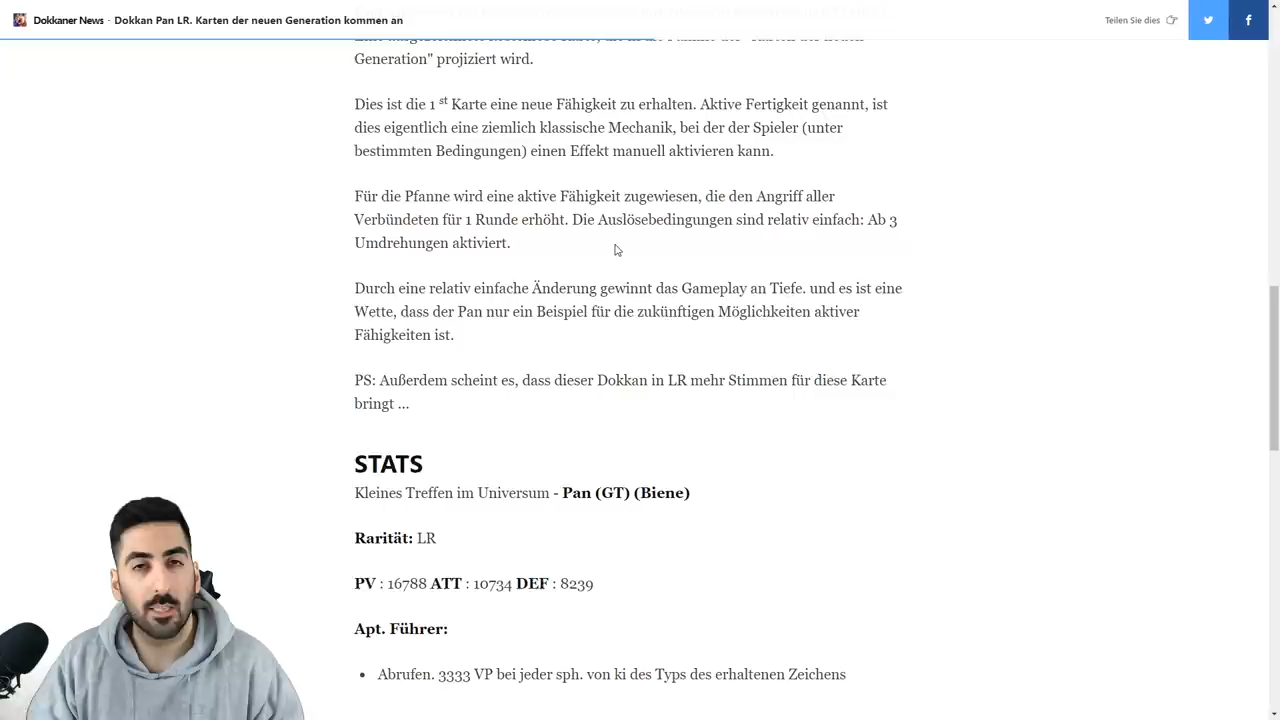 Dokkaner News · Dokkan Pan LR. Karten der neuen Generation kommen an
Teilen Sie dies
Generation" projiziert wird.
Dies ist die 1 st Karte eine neue Fähigkeit zu erhalten. Aktive Fertigkeit genannt, ist
dies eigentlich eine ziemlich klassische Mechanik, bei der der Spieler (unter
bestimmten Bedingungen) einen Effekt manuell aktivieren kann.
Für die Pfanne wird eine aktive Fähigkeit zugewiesen, die den Angriff aller
Verbündeten für 1 Runde erhöht. Die Auslösebedingungen sind relativ einfach: Ab 3
Umdrehungen aktiviert.
Durch eine relativ einfache Änderung gewinnt das Gameplay an Tiefe. und es ist eine
Wette, dass der Pan nur ein Beispiel für die zukünftigen Möglichkeiten aktiver
Fähigkeiten ist.
PS: Außerdem scheint es, dass dieser Dokkan in LR mehr Stimmen für diese Karte
bringt ...
STATS
Kleines Treffen im Universum - Pan (GT) (Biene)
Rarität: LR
PV : 16788 ATT : 10734 DEF : 8239
Apt. Führer:
• Abrufen. 3333 VP bei jeder sph. von ki des Typs des erhaltenen Zeichens